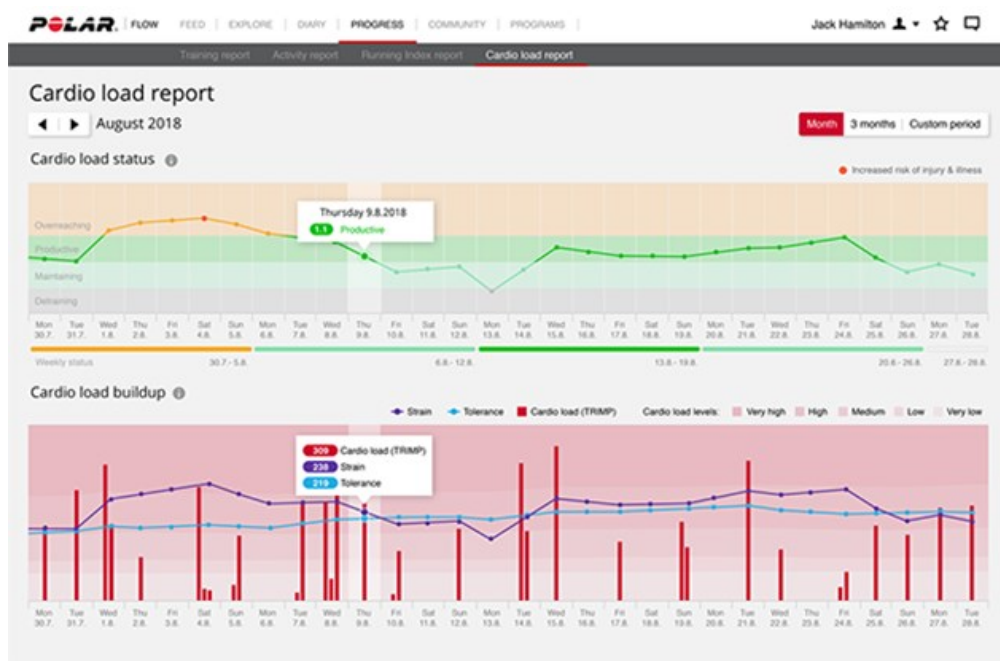 POLAR. FLOW FEED EXPLORE DIARY PROGRESS COMMUNITY PROGRAMS Jack Hamilton
Training report Activity report Running Index report Cardio load report
Cardio load report
August 2018
Month 3 months Custom period
Cardio load status
Increased risk of injury & illness
Thursday 9.8.2018
1.1 Productive
Overreaching
Productive
Maintaining
Detraining
Mon Tue Wed Thu Fri Sat Sun Mon Tue Wed Thu Fri Sat Sun Mon Tue Wed Thu Fri Sat Sun Mon Tue Wed Thu Fri Sat Sun Mon Tue
30.7. 31.7. 1.8. 2.8. 3.8. 4.8. 5.8. 6.8. 7.8. 8.8. 9.8. 10.8. 11.8. 12.8. 13.8. 14.8. 15.8. 16.8. 17.8. 18.8. 19.8. 20.8. 21.8. 22.8. 23.8. 24.8. 25.8. 26.8. 27.8. 28.8.
Weekly status 30.7.- 5.8. 6.8.- 12.8. 13.8.- 19.8. 20.8.- 26.8. 27.8.- 28.8.
Cardio load buildup
Strain Tolerance Cardio load (TRIMP) Cardio load levels: Very high High Medium Low Very low
309 Cardio load (TRIMP)
238 Strain
219 Tolerance
Mon Tue Wed Thu Fri Sat Sun Mon Tue Wed Thu Fri Sat Sun Mon Tue Wed Thu Fri Sat Sun Mon Tue Wed Thu Fri Sat Sun Mon Tue
30.7. 31.7. 1.8. 2.8. 3.8. 4.8. 5.8. 6.8. 7.8. 8.8. 9.8. 10.8. 11.8. 12.8. 13.8. 14.8. 15.8. 16.8. 17.8. 18.8. 19.8. 20.8. 21.8. 22.8. 23.8. 24.8. 25.8. 26.8. 27.8. 28.8.